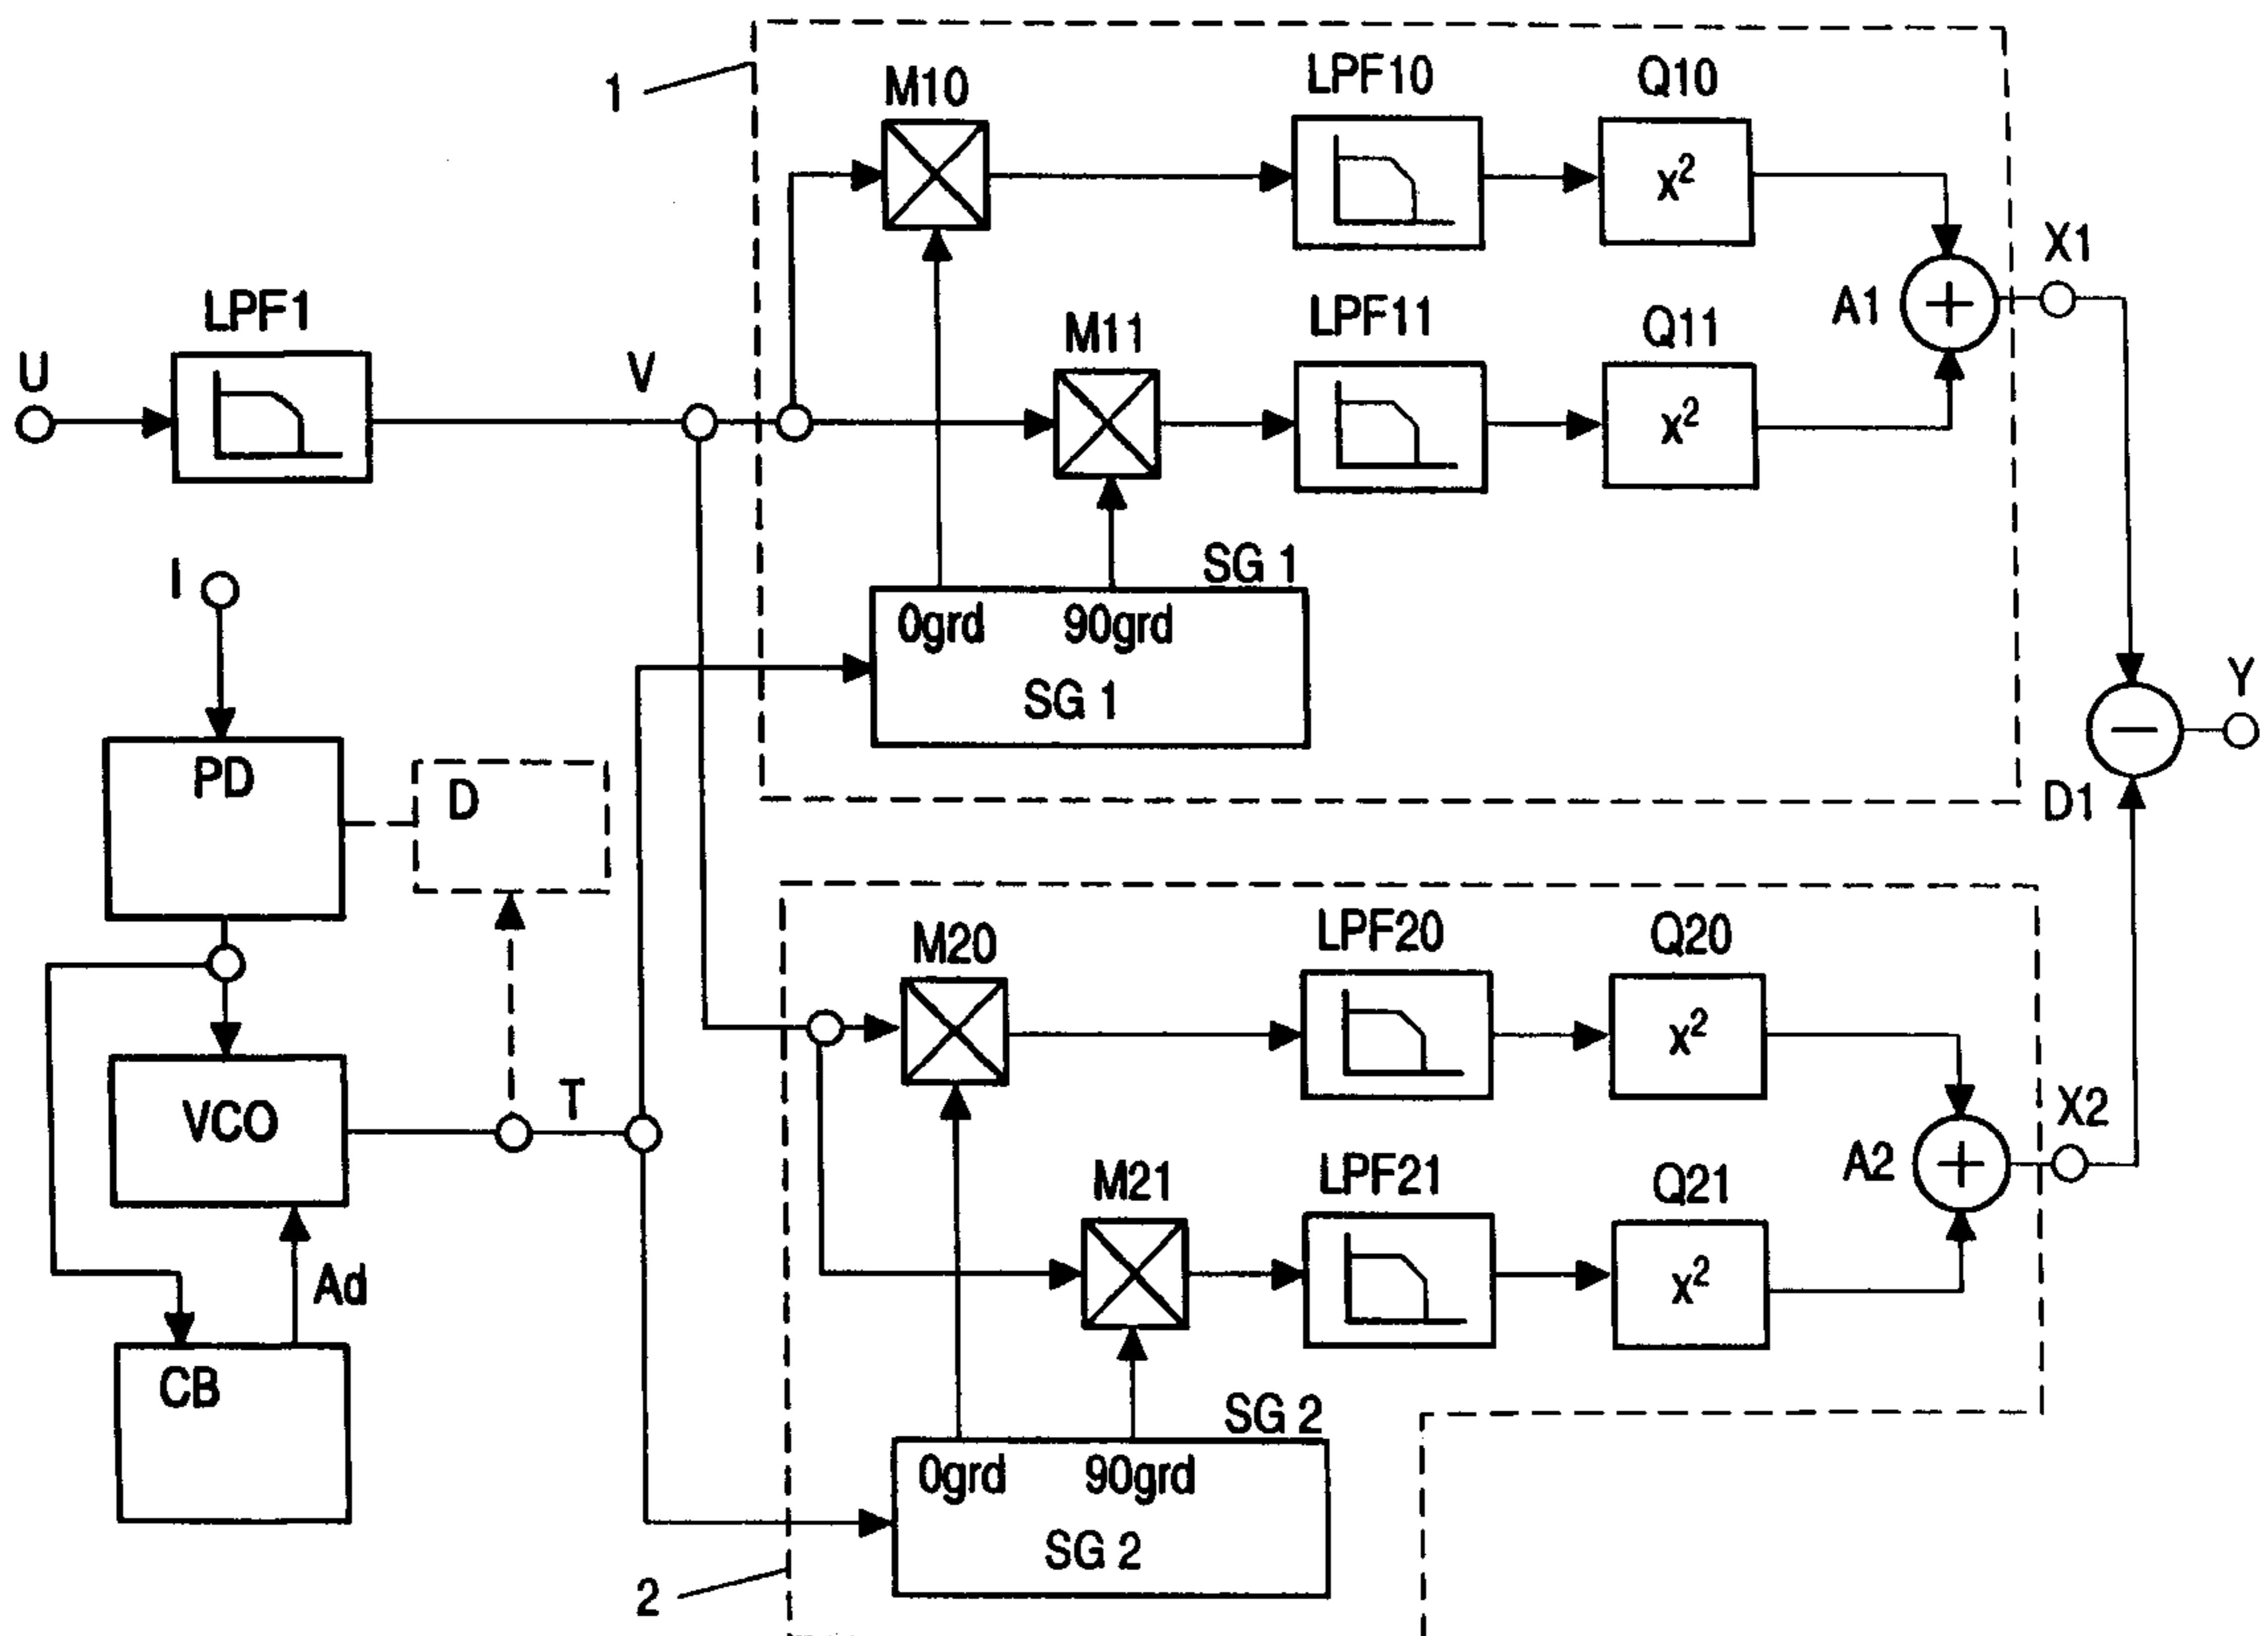 1
M10
LPF10
Q10
x²
A1
X1
LPF1
U
V
M11
LPF11
Q11
x²
I
SG 1
0grd 90grd
SG 1
PD
D
Y
D1
M20
LPF20
Q20
x²
VCO
T
A2
X2
M21
LPF21
Q21
x²
Ad
CB
SG 2
0grd 90grd
SG 2
2